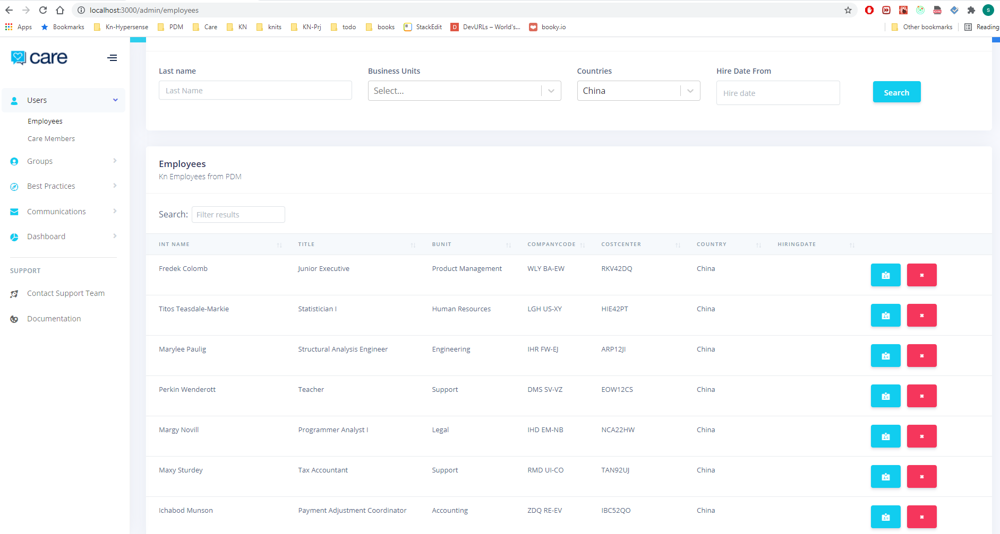 localhost:3000/admin/employees
S
Apps Bookmarks Kn-Hypersense PDM Care KN knits KN-Prj todo books StackEdit DevURLs – World's... booky.io Other bookmarks Reading
care
Users
Employees
Care Members
Groups
Best Practices
Communications
Dashboard
SUPPORT
Contact Support Team
Documentation
Last name Business Units Countries Hire Date From
Last Name Select... China Hire date Search
Employees
Kn Employees from PDM
Search: Filter results
INT NAME TITLE BUNIT COMPANYCODE COSTCENTER COUNTRY HIRINGDATE
Fredek Colomb Junior Executive Product Management WLY BA-EW RKV42DQ China
Titos Teasdale-Markie Statistician I Human Resources LGH US-XY HIE42PT China
Marylee Paulig Structural Analysis Engineer Engineering IHR FW-EJ ARP12JI China
Perkin Wenderott Teacher Support DMS SV-VZ EOW12CS China
Margy Novill Programmer Analyst I Legal IHD EM-NB NCA22HW China
Maxy Sturdey Tax Accountant Support RMD UI-CO TAN92UJ China
Ichabod Munson Payment Adjustment Coordinator Accounting ZDQ RE-EV IBC52QO China